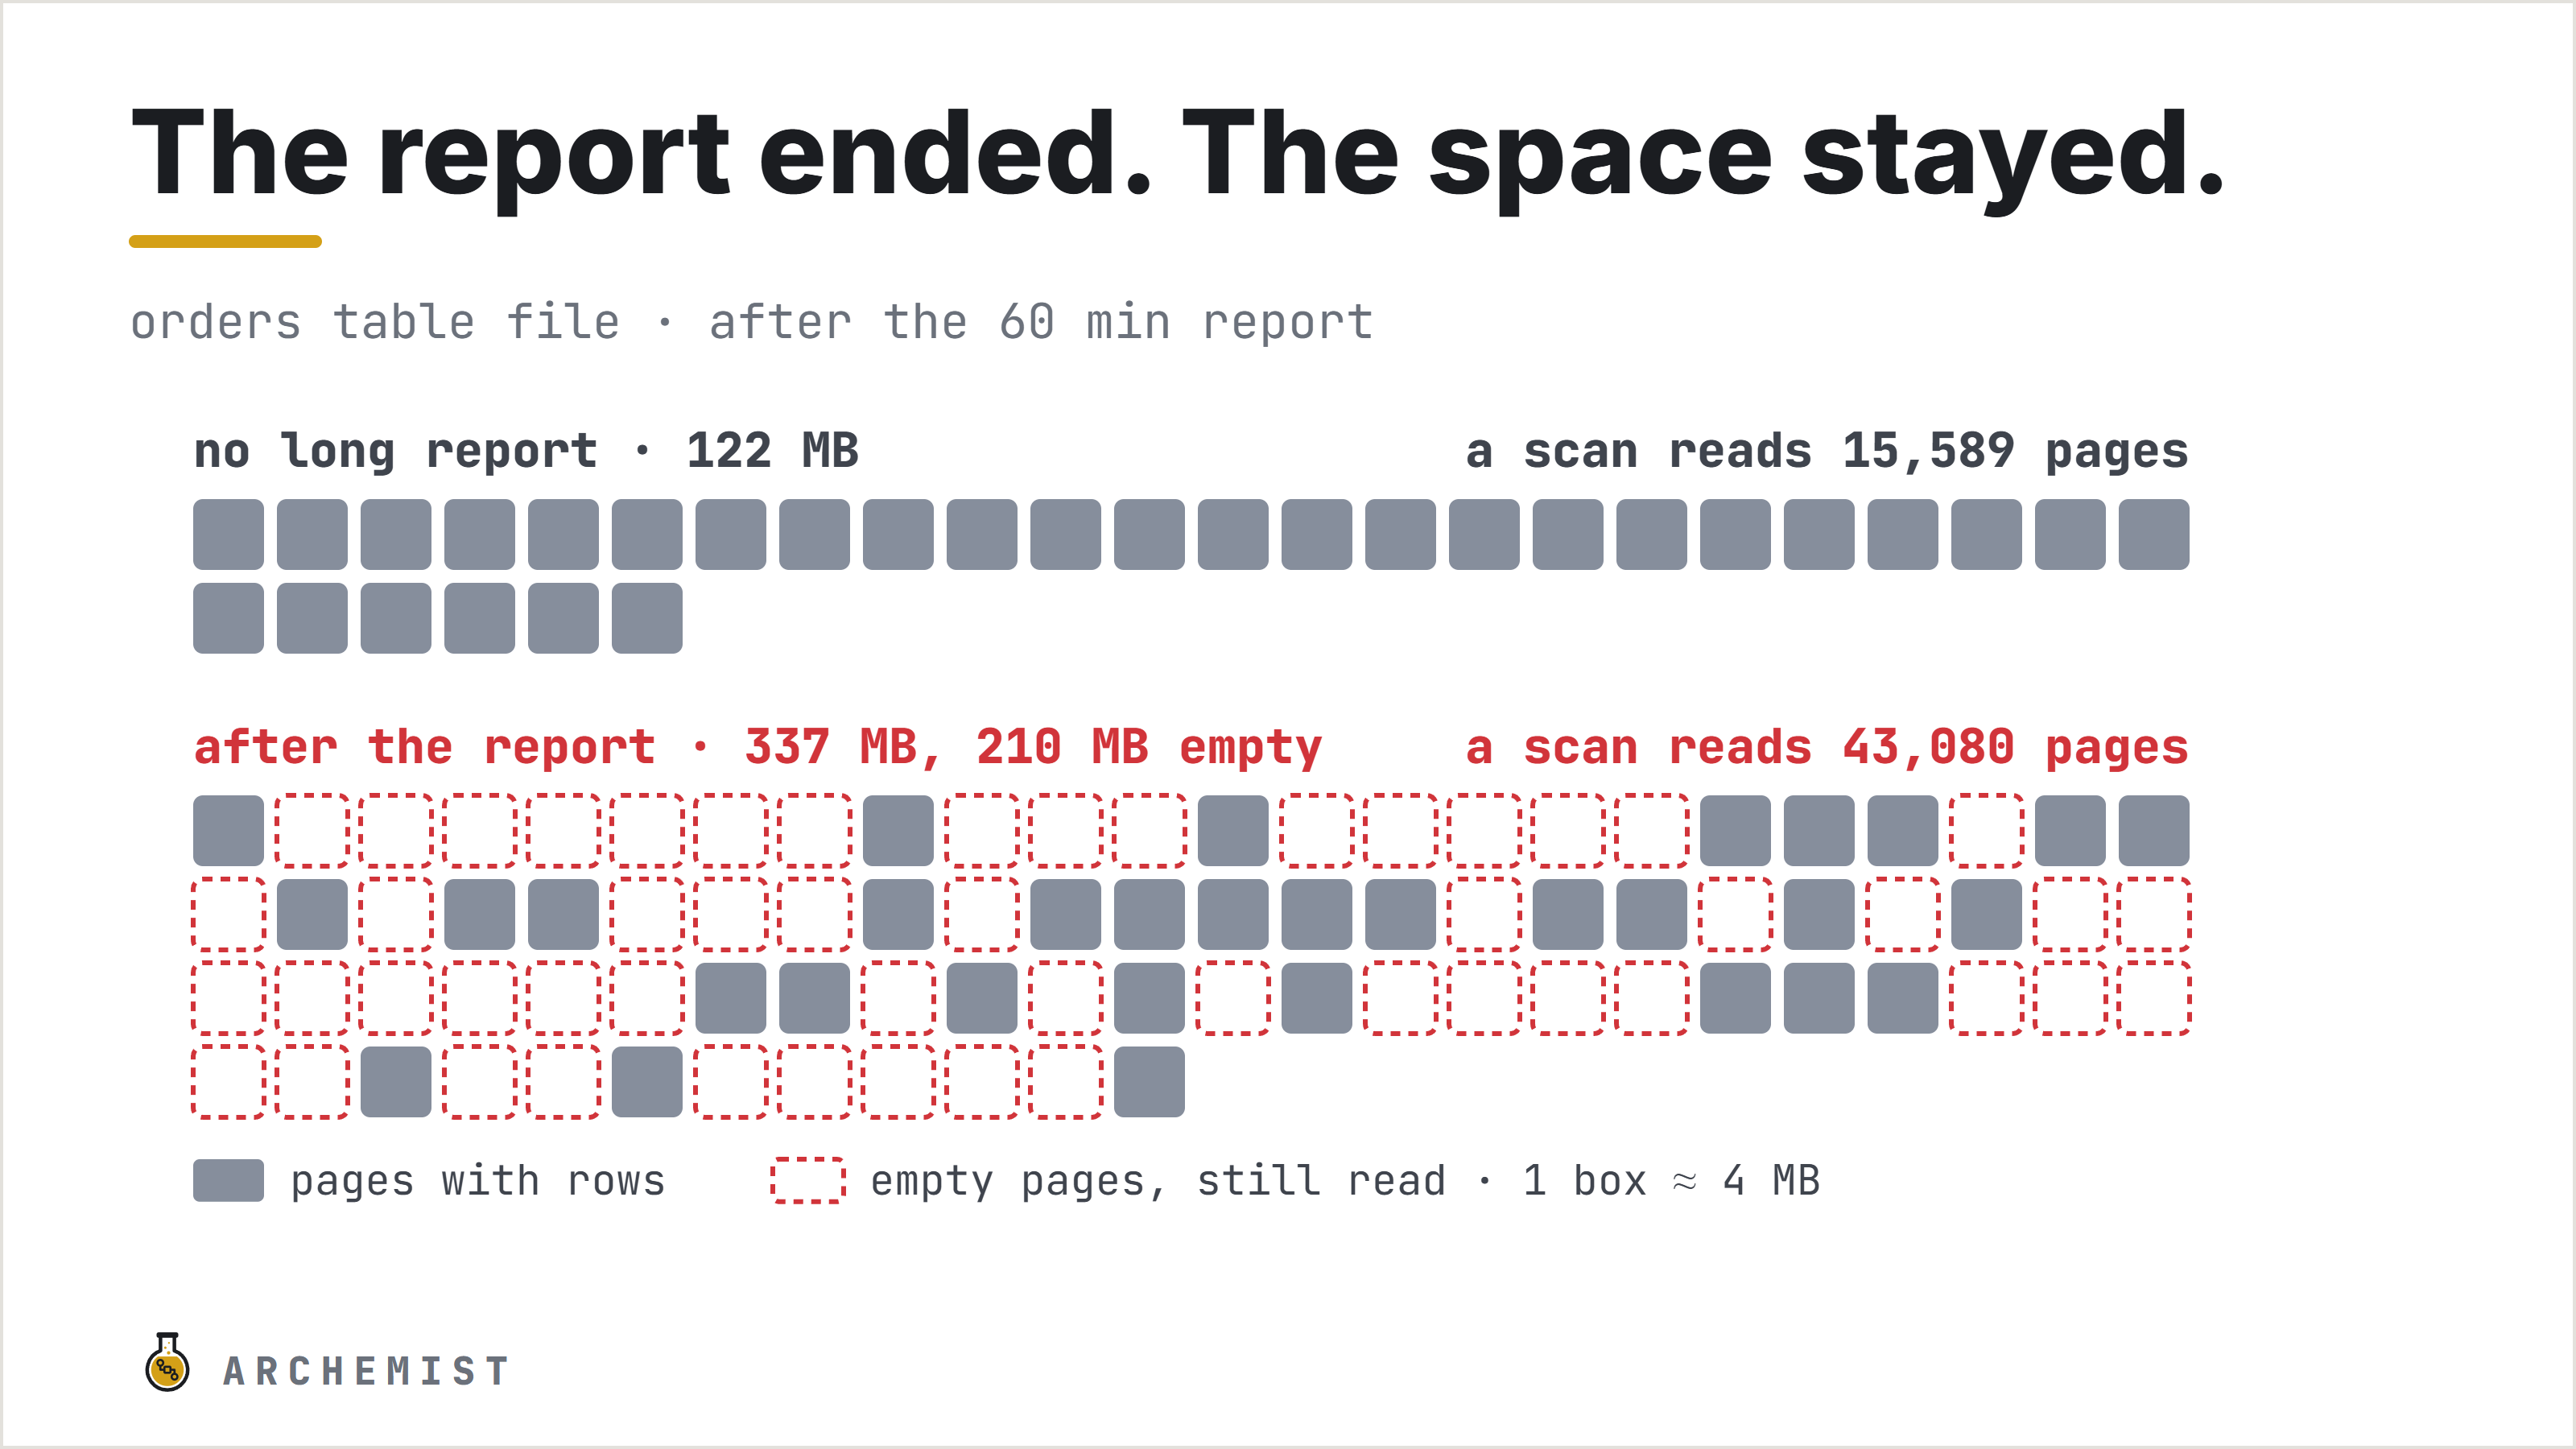 The report ended. The space stayed.
orders table file · after the 60 min report
no long report · 122 MB
a scan reads 15,589 pages
after the report · 337 MB, 210 MB empty
a scan reads 43,080 pages
pages with rows
empty pages, still read · 1 box ≈ 4 MB
ARCHEMIST